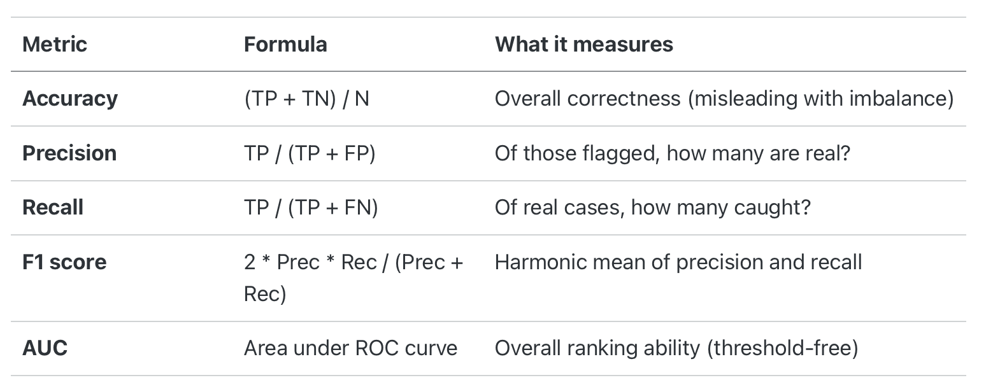 Metric Formula What it measures
Accuracy (TP + TN) / N Overall correctness (misleading with imbalance)
Precision TP / (TP + FP) Of those flagged, how many are real?
Recall TP / (TP + FN) Of real cases, how many caught?
F1 score 2 * Prec * Rec / (Prec + Harmonic mean of precision and recall
Rec)
AUC Area under ROC curve Overall ranking ability (threshold-free)